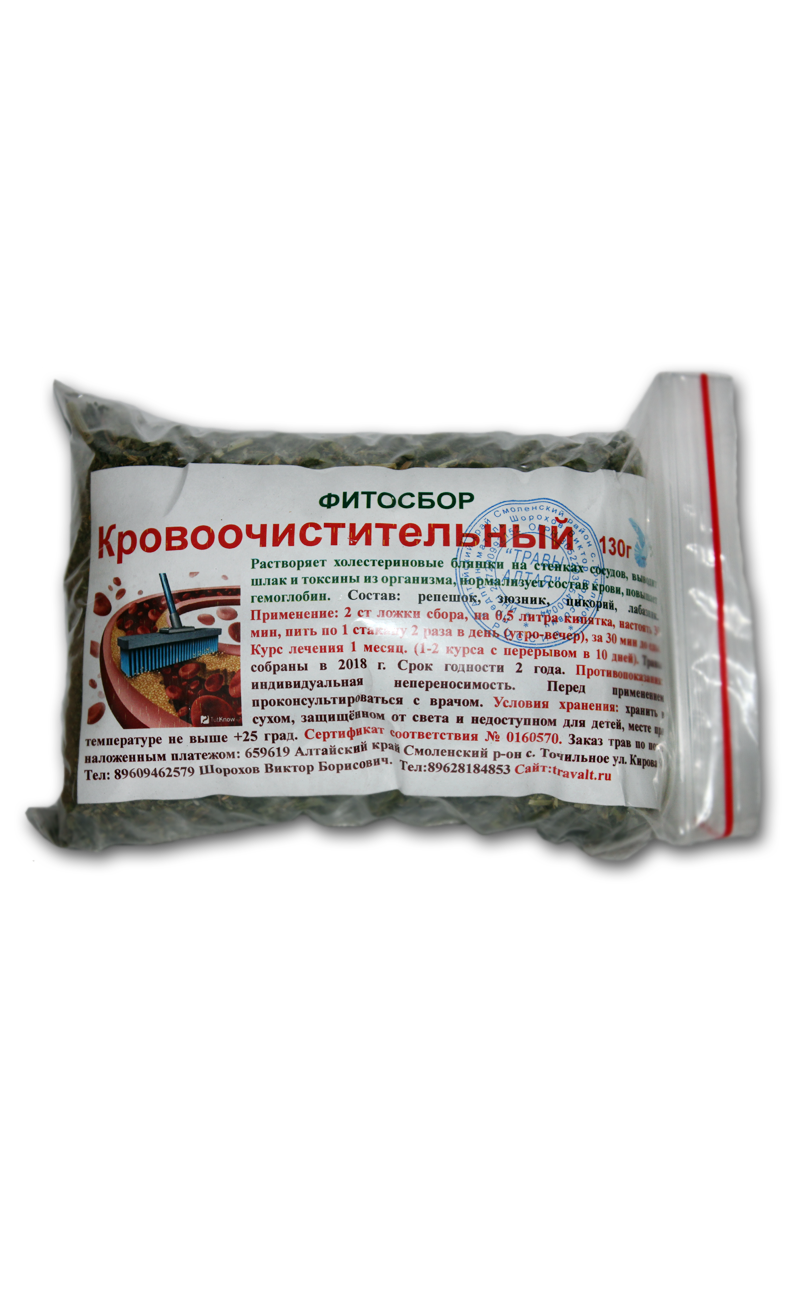 ФИТОСБОР
Кровоочистительный 130г
Растворяет холестериновые бляшки на стенках сосудов,
шлак и токсины из организма, нормализует состав крови,
гемоглобин. Состав: репешок, зюзник, цикорий,
Применение: 2 ст ложки сбора, на 0,5 литра кипятка, настоять
мин, пить по 1 стакану 2 раза в день (утро-вечер), за 30 мин до
Курс лечения 1 месяц. (1-2 курса с перерывом в 10 дней).
собраны в 2018 г. Срок годности 2 года. Противопоказания:
индивидуальная непереносимость. Перед применением
проконсультироваться с врачом. Условия хранения: хранить в
сухом, защищённом от света и недоступном для детей, месте при
температуре не выше +25 град. Сертификат соответствия № 0160570. Заказ трав по
наложенным платежом: 659619 Алтайский край Смоленский р-он с. Точильное ул. Кирова
Тел: 89609462579 Шорохов Виктор Борисович. Тел:89628184853 Сайт:travalt.ru
"ТРАВЫ
АЛТАЯ"